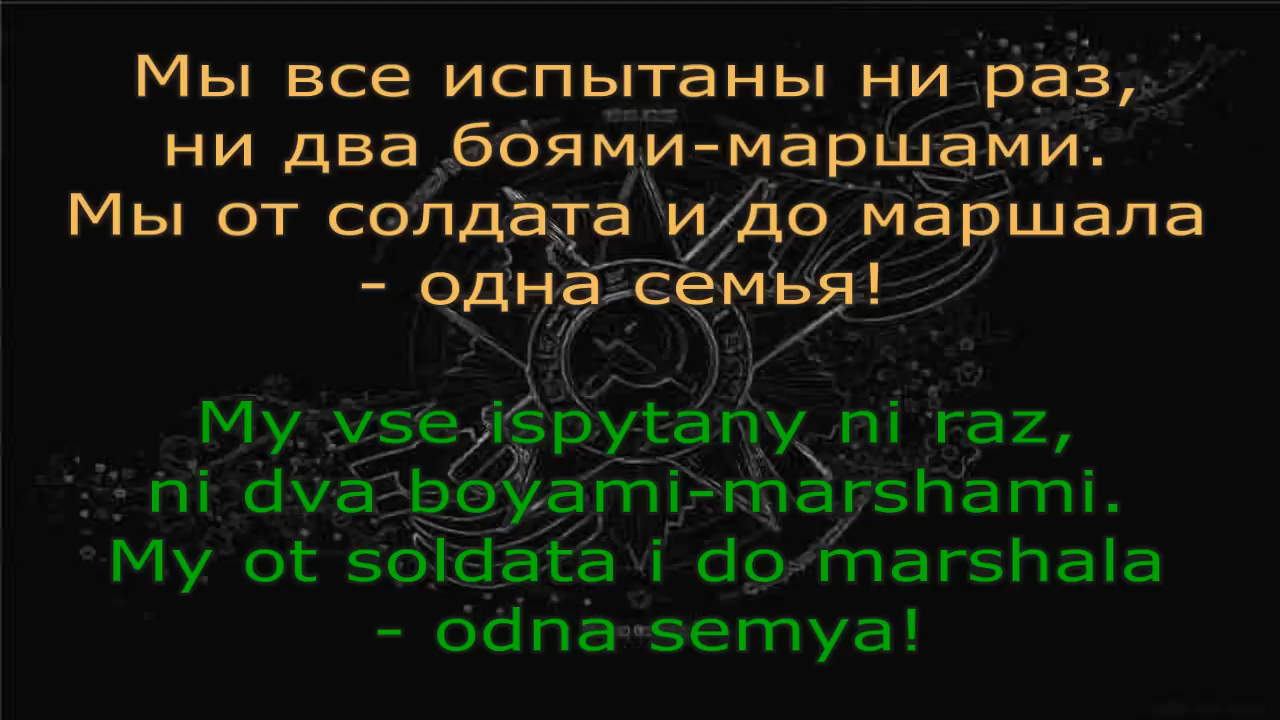 Мы все испытаны ни раз,
ни два боями-маршами.
Мы от солдата и до маршала
- одна семья!
My vse ispytany ni raz,
ni dva boyami-marshami.
My ot soldata i do marshala
- odna semya!